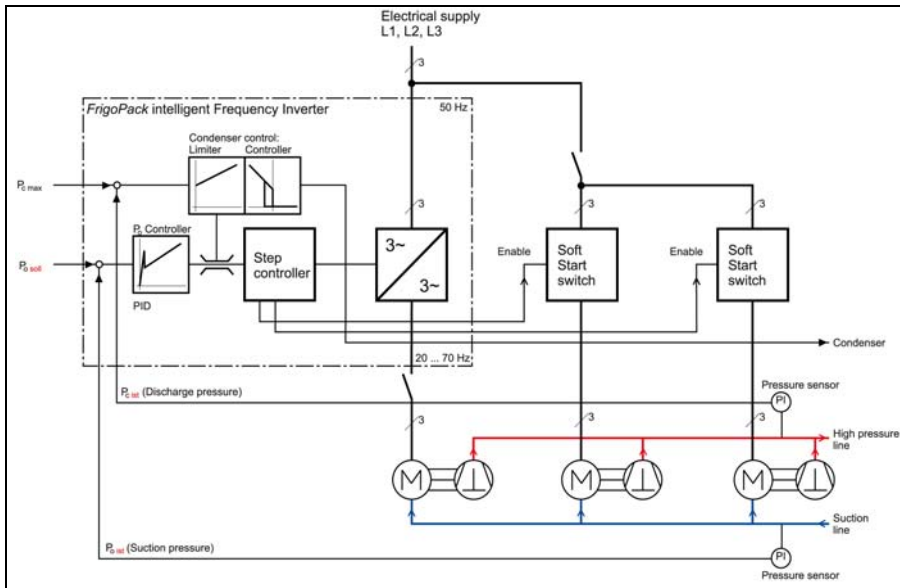 Electrical supply
L1, L2, L3
3
FrigoPack intelligent Frequency Inverter
50 Hz
Condenser control:
Limiter Controller
Pc max
3
3
3
Po Controller
Po soll
3~
3~
Step
controller
Enable
Soft
Start
switch
Enable
Soft
Start
switch
PID
Condenser
20 ... 70 Hz
Pc ist (Discharge pressure)
Pressure sensor
PI
3
3
3
High pressure
line
M
M
M
Suction
line
Po ist (Suction pressure)
PI
Pressure sensor